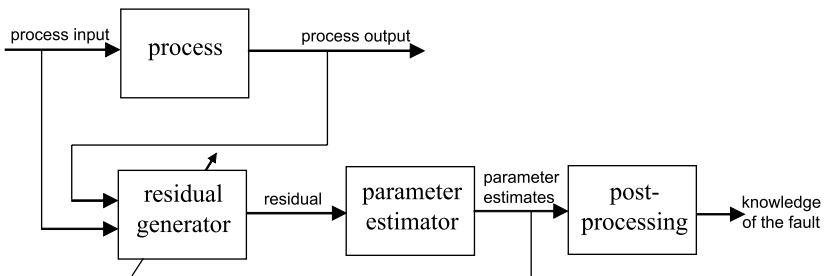 process input
process
process output
residual
generator
residual
parameter
estimator
parameter
estimates
post-
processing
knowledge
of the fault